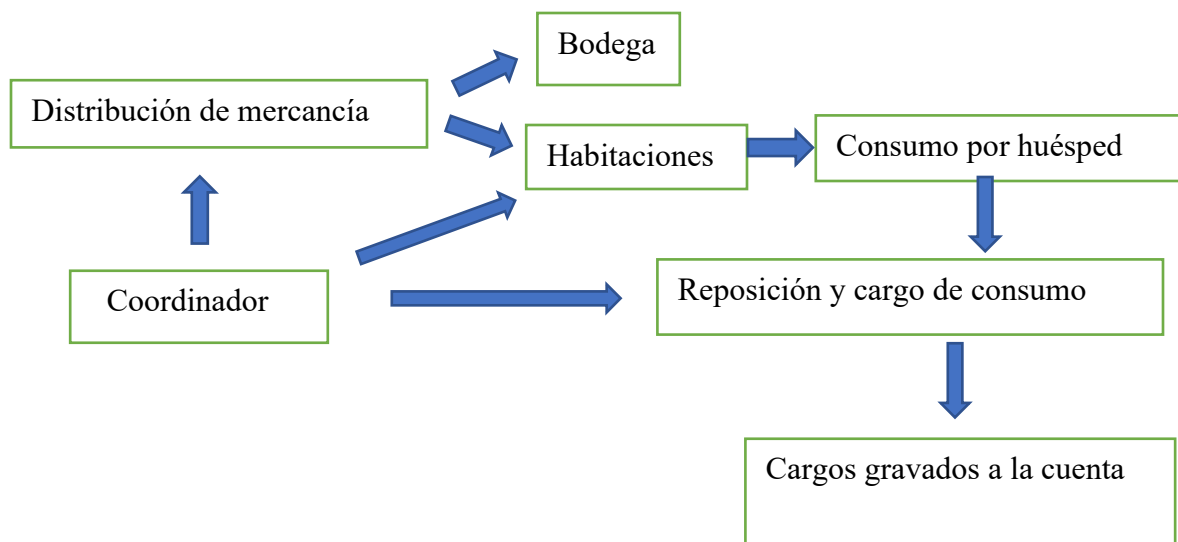 Bodega
Distribución de mercancía
Habitaciones
Consumo por huésped
Coordinador
Reposición y cargo de consumo
Cargos gravados a la cuenta